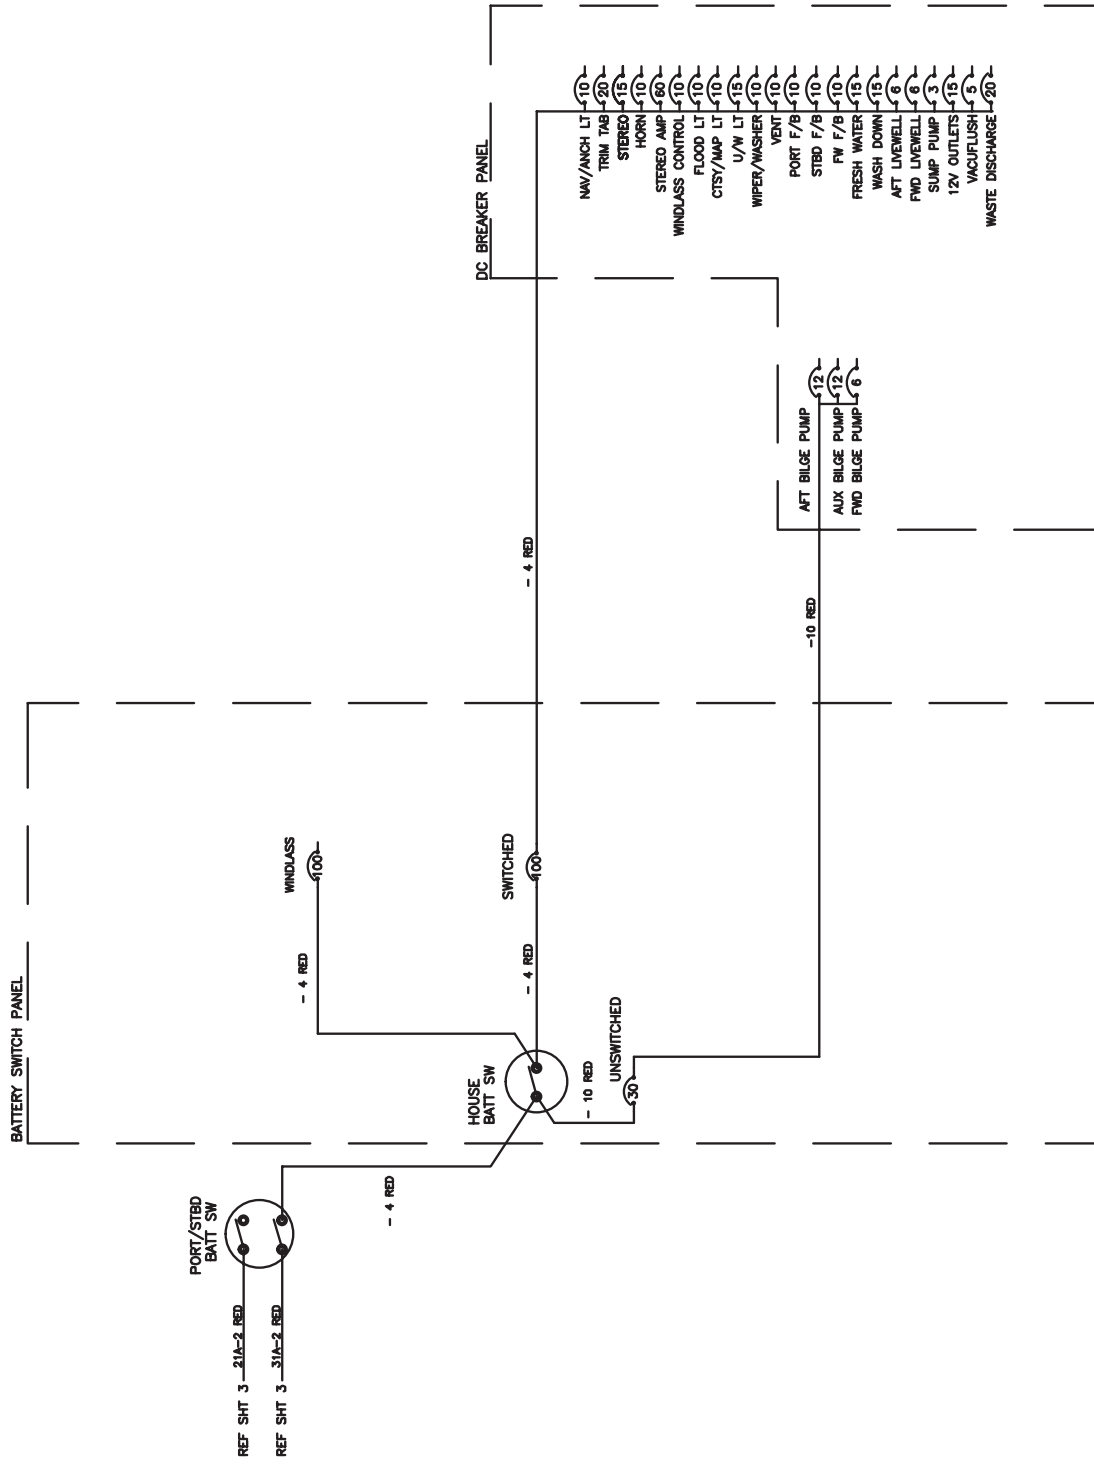 BATTERY SWITCH PANEL
DC BREAKER PANEL
REF SHT 3
21A-2 RED
REF SHT 3
31A-2 RED
PORT/STBD
BATT SW
- 4 RED
HOUSE
BATT SW
- 4 RED
WINDLASS
100
- 4 RED
SWITCHED
100
- 4 RED
- 10 RED
UNSWITCHED
30
-10 RED
AFT BILGE PUMP 12
AUX BILGE PUMP 12
FWD BILGE PUMP 6
NAV/ANCH LT 10
TRIM TAB 20
STEREO 15
HORN 10
STEREO AMP 60
WINDLASS CONTROL 10
FLOOD LT 10
CTSY/MAP LT 10
U/W LT 15
WIPER/WASHER 10
VENT 10
PORT F/B 10
STBD F/B 10
FW F/B 10
FRESH WATER 15
WASH DOWN 15
AFT LIVEWELL 6
FWD LIVEWELL 6
SUMP PUMP 3
12V OUTLETS 15
VACUFLUSH 5
WASTE DISCHARGE 20